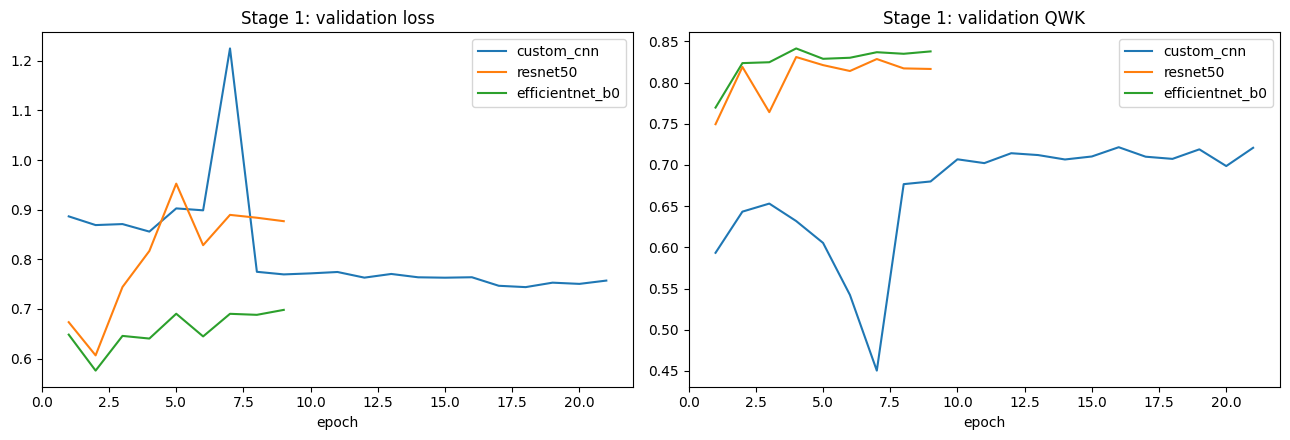 Stage 1: validation loss
custom_cnn
resnet50
efficientnet_b0
1.2
1.1
1.0
0.9
0.8
0.7
0.6
0.0 2.5 5.0 7.5 10.0 12.5 15.0 17.5 20.0
epoch
Stage 1: validation QWK
custom_cnn
resnet50
efficientnet_b0
0.85
0.80
0.75
0.70
0.65
0.60
0.55
0.50
0.45
0.0 2.5 5.0 7.5 10.0 12.5 15.0 17.5 20.0
epoch